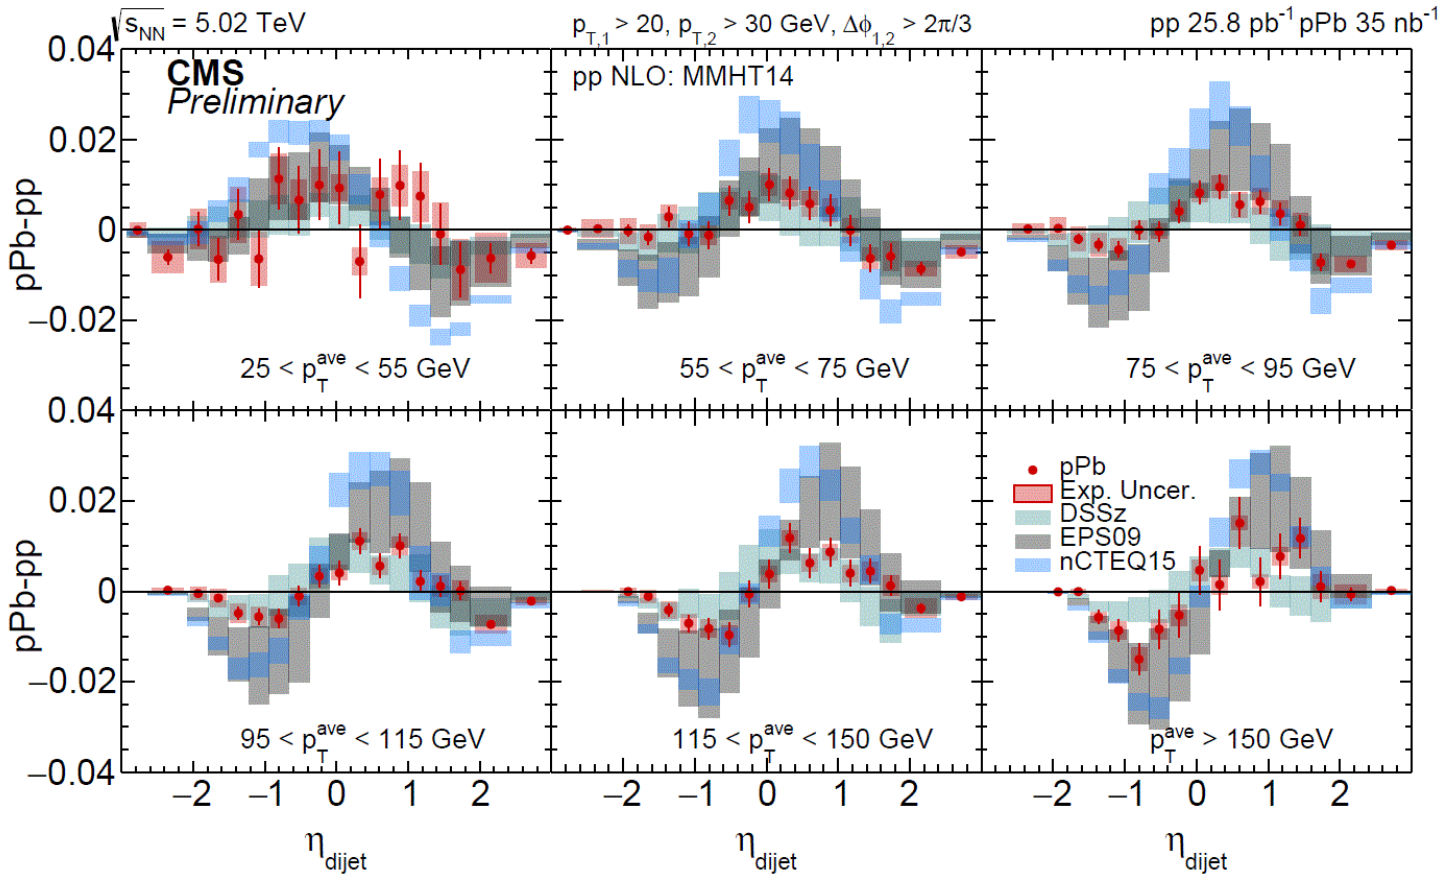 √s_NN = 5.02 TeV p_T,1 > 20, p_T,2 > 30 GeV, Δϕ_1,2 > 2π/3 pp 25.8 pb⁻¹ pPb 35 nb⁻¹
CMS
Preliminary
pp NLO: MMHT14
pPb-pp
0.04
0.02
0
−0.02
25 < p_T^ave < 55 GeV
55 < p_T^ave < 75 GeV
75 < p_T^ave < 95 GeV
pPb-pp
0.04
0.02
0
−0.02
−0.04
pPb
Exp. Uncer.
DSSz
EPS09
nCTEQ15
95 < p_T^ave < 115 GeV
115 < p_T^ave < 150 GeV
p_T^ave > 150 GeV
−2 −1 0 1 2 −2 −1 0 1 2 −2 −1 0 1 2
η_dijet η_dijet η_dijet